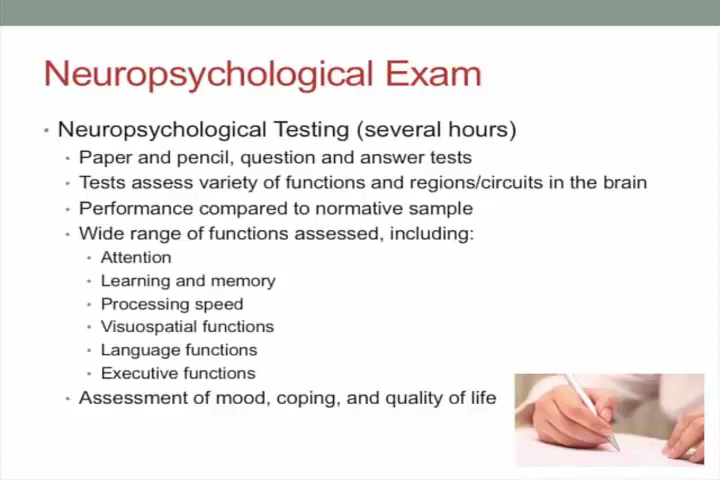 Neuropsychological Exam
• Neuropsychological Testing (several hours)
• Paper and pencil, question and answer tests
• Tests assess variety of functions and regions/circuits in the brain
• Performance compared to normative sample
• Wide range of functions assessed, including:
• Attention
• Learning and memory
• Processing speed
• Visuospatial functions
• Language functions
• Executive functions
• Assessment of mood, coping, and quality of life